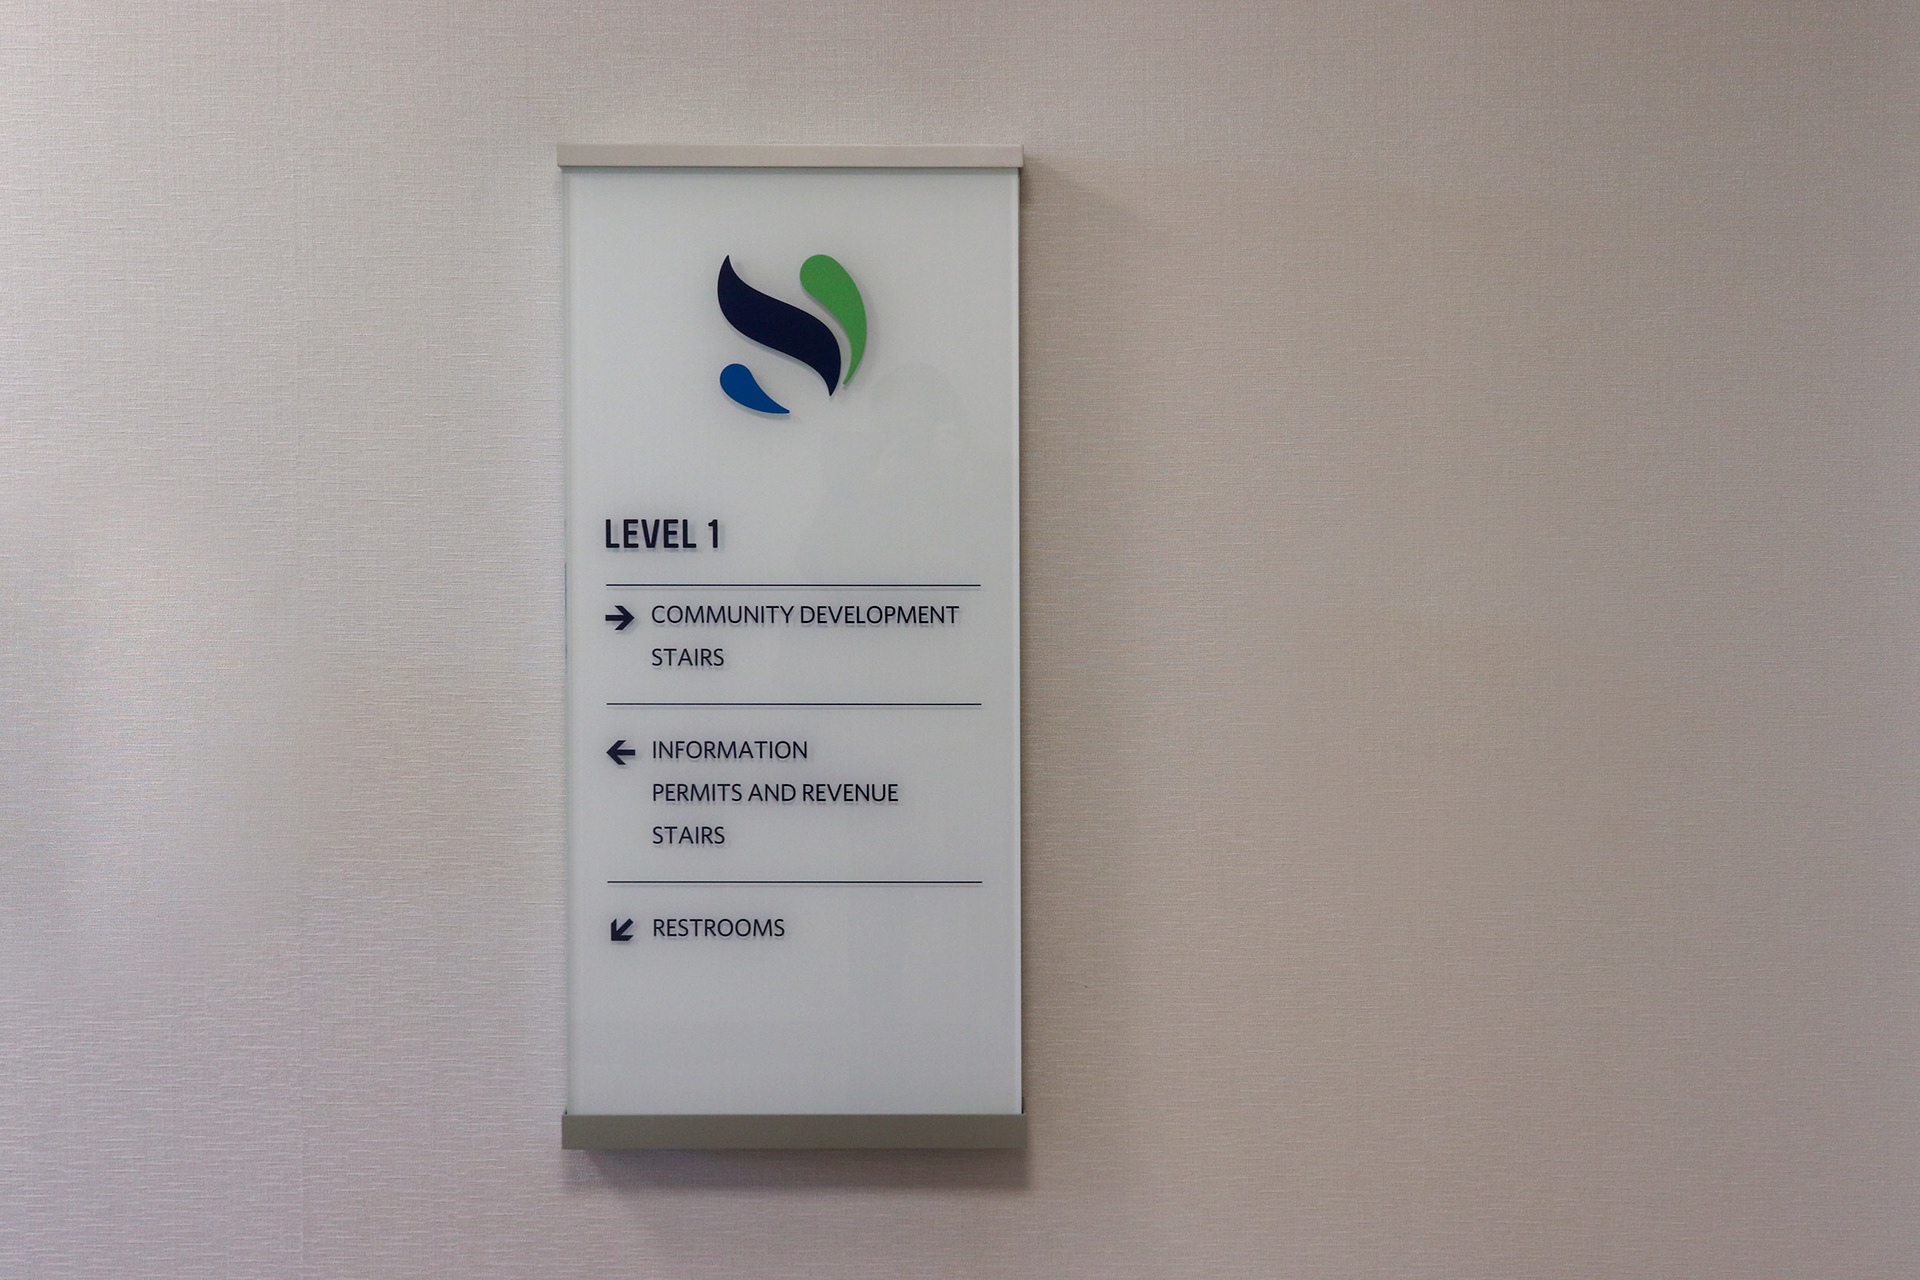 LEVEL 1
COMMUNITY DEVELOPMENT
STAIRS
INFORMATION
PERMITS AND REVENUE
STAIRS
RESTROOMS